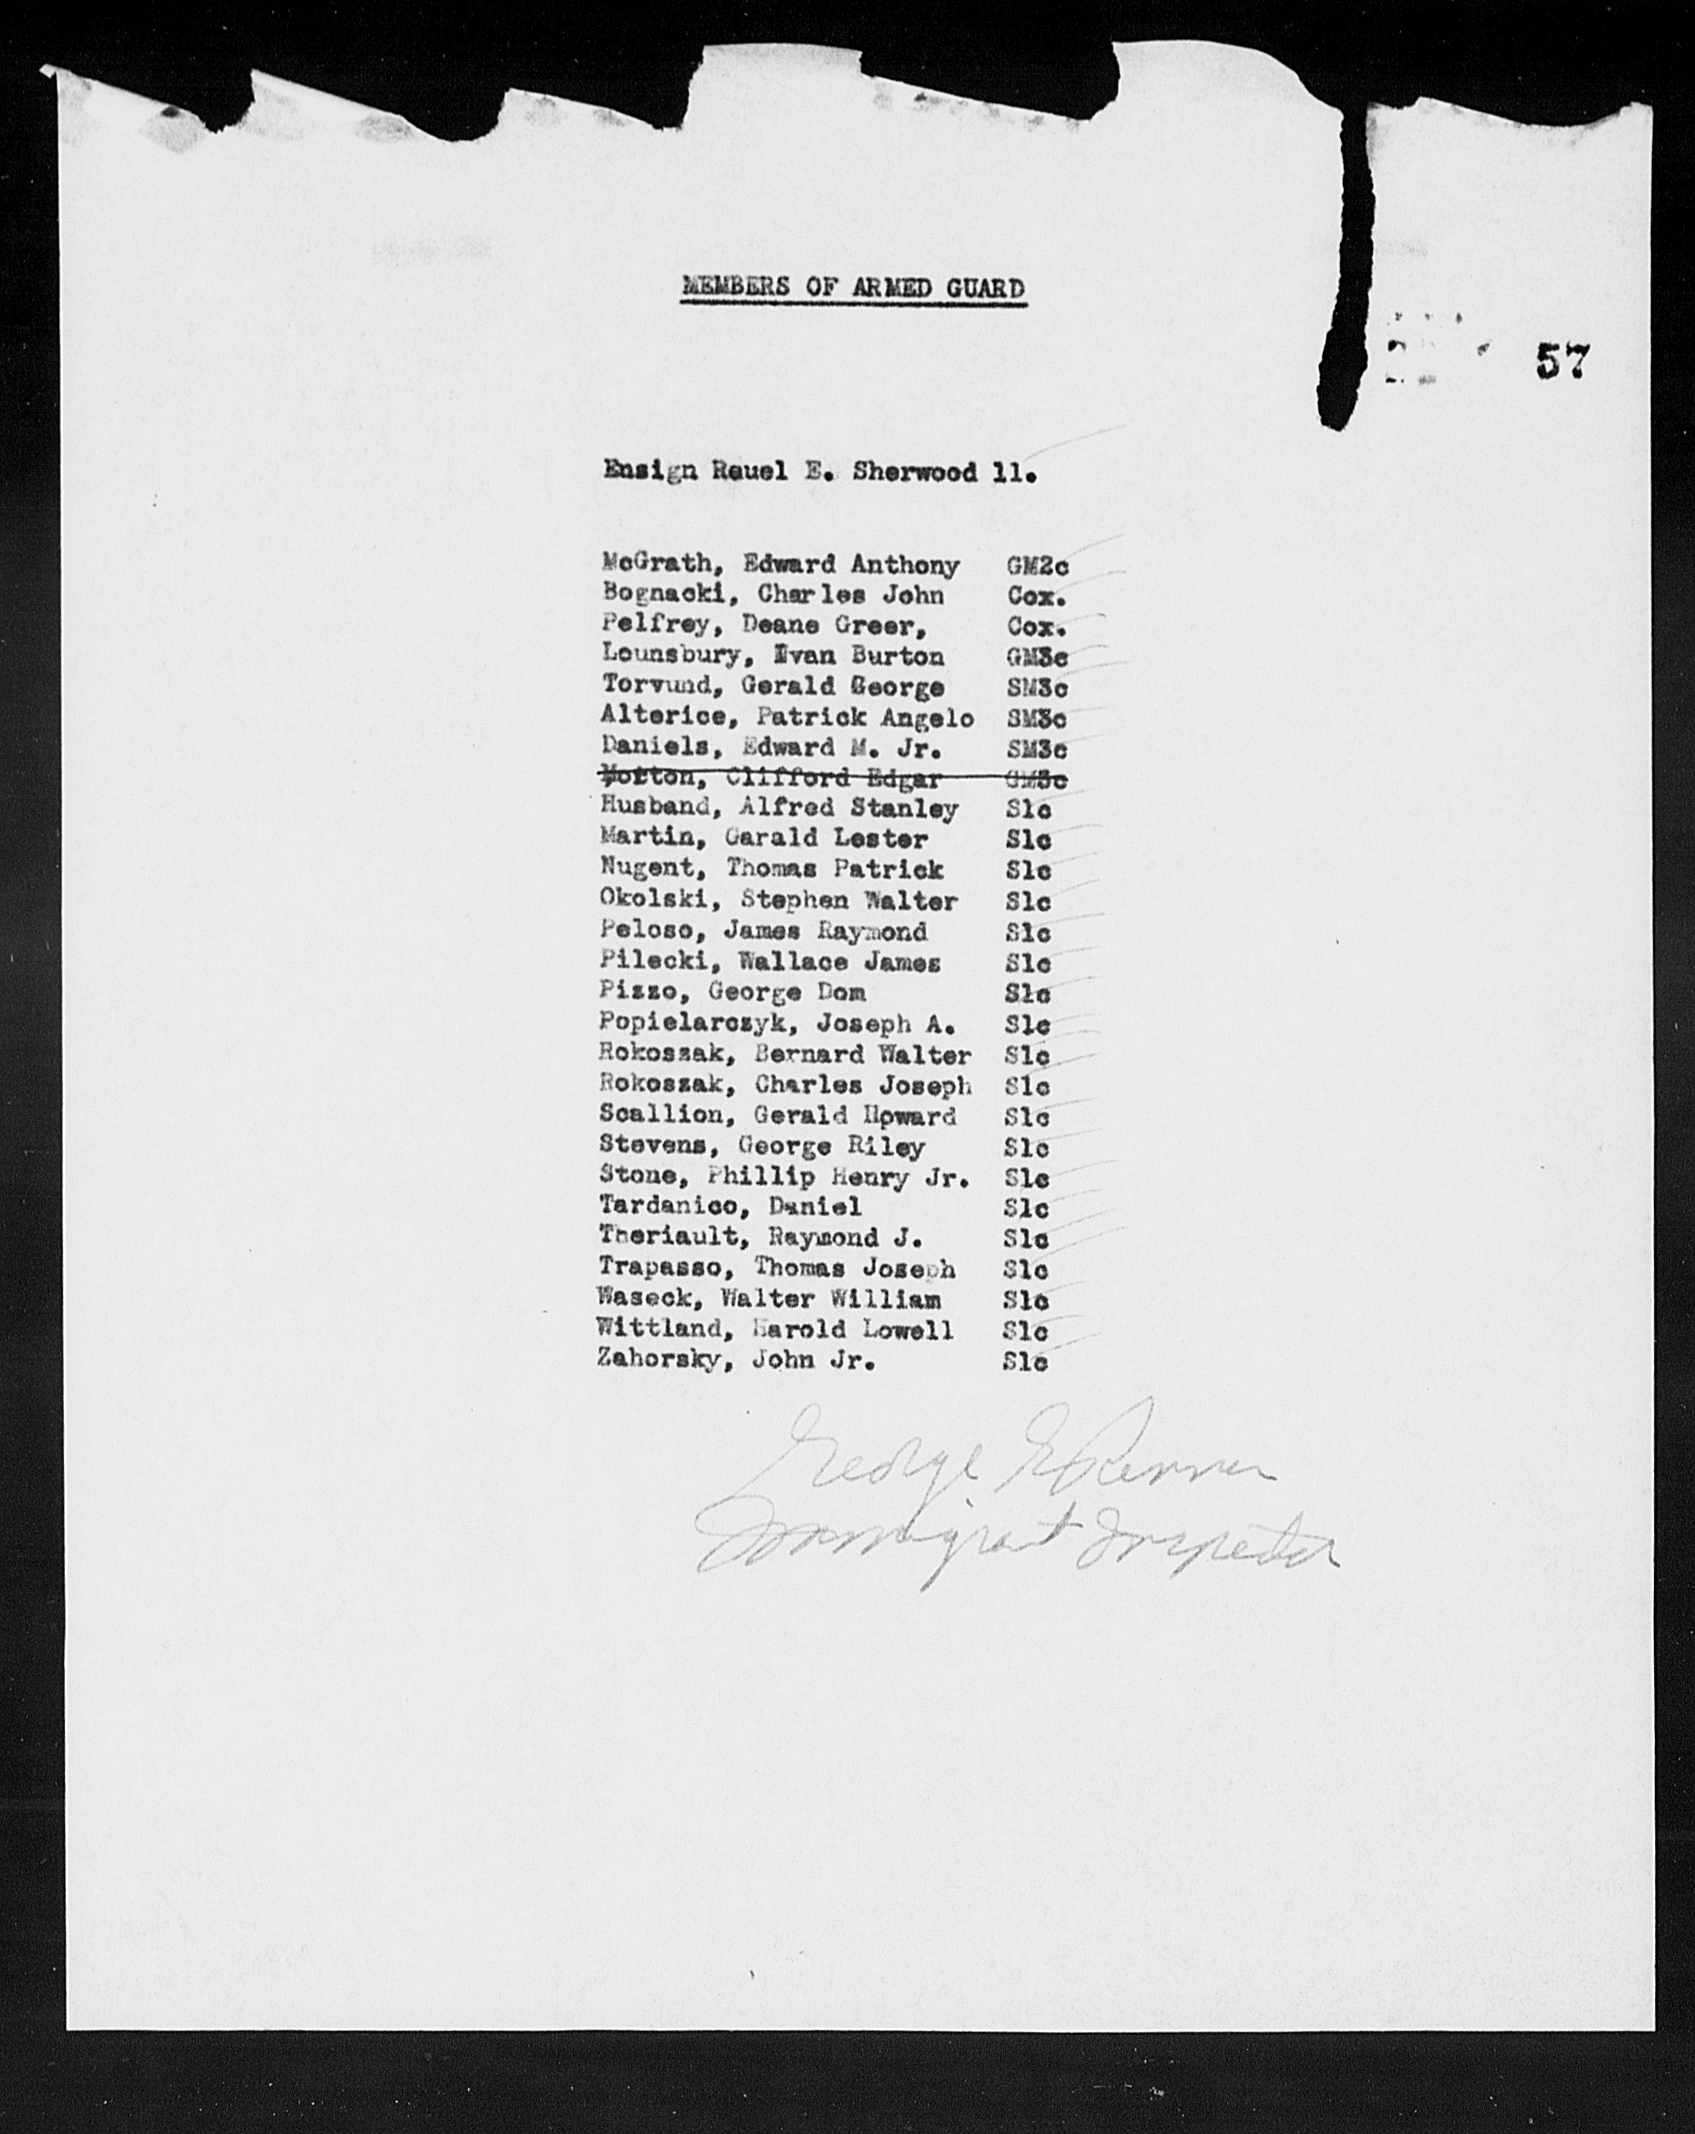 MEMBERS OF ARMED GUARD
57
Ensign Reuel E. Sherwood 11.
McGrath, Edward Anthony GM2c
Bognacki, Charles John Cox.
Pelfrey, Deane Greer, Cox.
Lounsbury, Evan Burton GM3c
Torvund, Gerald George SM3c
Alterice, Patrick Angelo SM3c
Daniels, Edward M. Jr. SM3c
Morton, Clifford Edgar GM3c
Husband, Alfred Stanley S1c
Martin, Garald Lester S1c
Nugent, Thomas Patrick S1c
Okolski, Stephen Walter S1c
Peloso, James Raymond S1c
Pilecki, Wallace James S1c
Pizzo, George Dom S1c
Popielarczyk, Joseph A. S1c
Rokoszak, Bernard Walter S1c
Rokoszak, Charles Joseph S1c
Scallion, Gerald Howard S1c
Stevens, George Riley S1c
Stone, Phillip Henry Jr. S1c
Tardanico, Daniel S1c
Theriault, Raymond J. S1c
Trapasso, Thomas Joseph S1c
Waseck, Walter William S1c
Wittland, Harold Lowell S1c
Zahorsky, John Jr. S1c
George
Immigrant Inspector